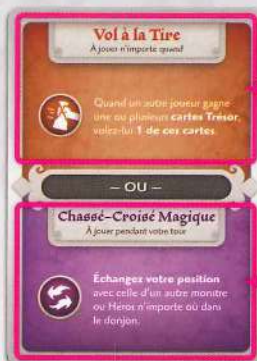 Vol à la Tire
À jouer n'importe quand
Quand un autre joueur gagne
une ou plusieurs cartes Trésor,
volez-lui 1 de ces cartes.
– OU –
Chassé-Croisé Magique
À jouer pendant votre tour
Échangez votre position
avec celle d'un autre monstre
ou Héros n'importe où dans
le donjon.